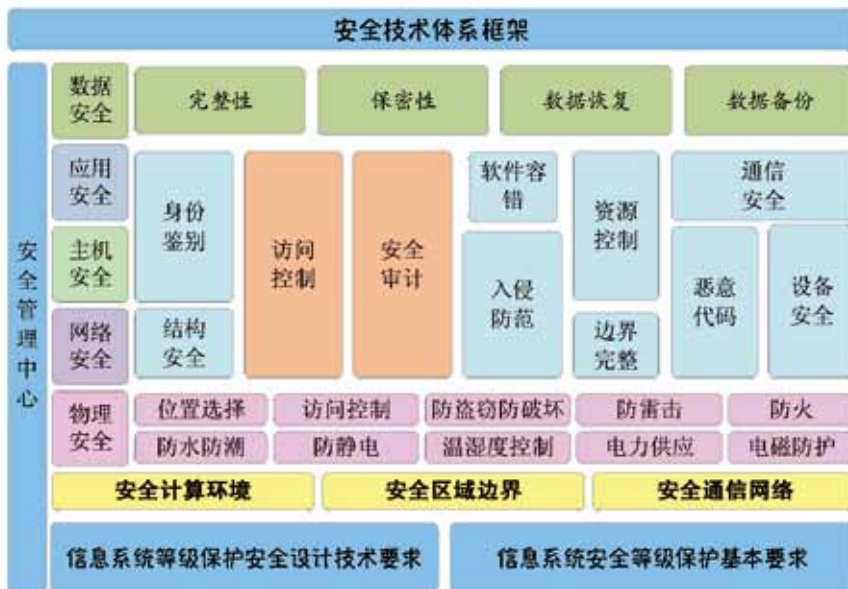 安全技术体系框架
安全管理中心
数据
安全
完整性
保密性
数据恢复
数据备份
应用
安全
主机
安全
网络
安全
身份
鉴别
结构
安全
访问
控制
安全
审计
软件容
错
入侵
防范
资源
控制
边界
完整
通信
安全
恶意
代码
设备
安全
物理
安全
位置选择
访问控制
防盗窃防破坏
防雷击
防火
防水防潮
防静电
温湿度控制
电力供应
电磁防护
安全计算环境
安全区域边界
安全通信网络
信息系统等级保护安全设计技术要求
信息系统安全等级保护基本要求